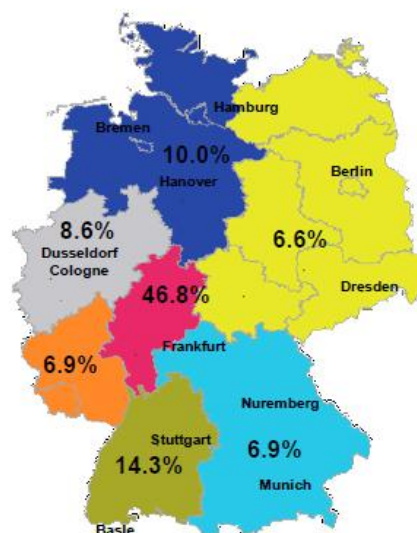 Hamburg
Bremen
10.0%
Hanover
Berlin
8.6%
6.6%
Dusseldorf
Cologne
46.8%
Dresden
Frankfurt
6.9%
Nuremberg
Stuttgart
6.9%
14.3%
Munich
Basle